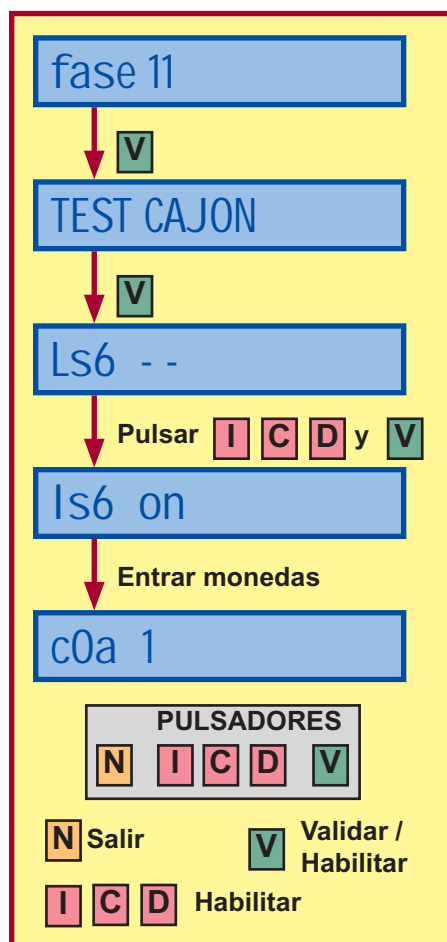 fase 11
V
TEST CAJON
V
Ls6 - -
Pulsar I C D y V
Is6 on
Entrar monedas
c0a 1
PULSADORES
N I C D V
N Salir
V Validar /
Habilitar
I C D Habilitar